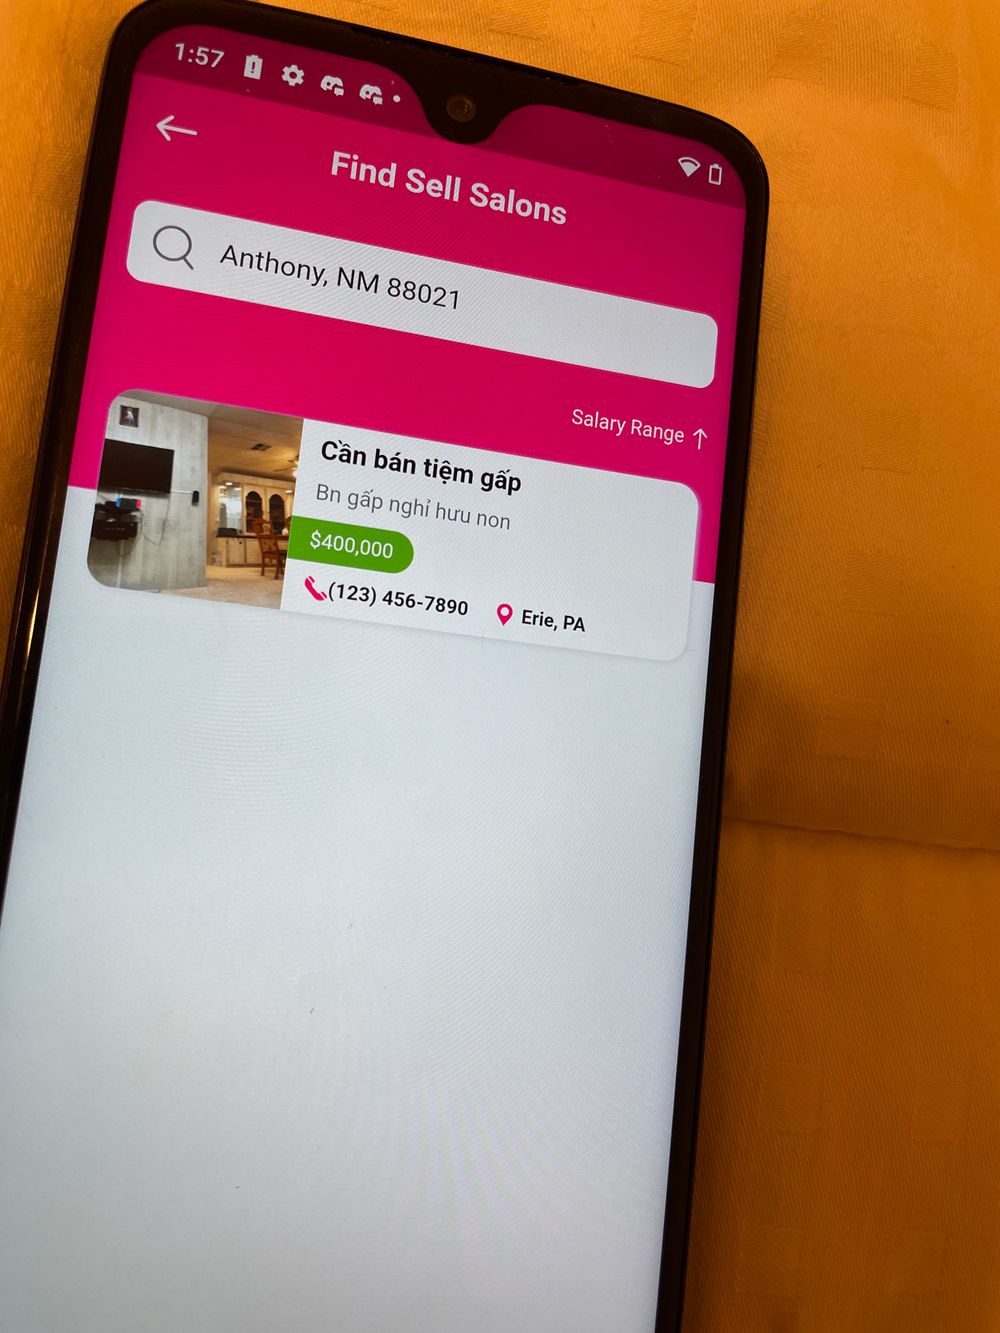 1:57
Find Sell Salons
Anthony, NM 88021
Salary Range ↑
Cần bán tiệm gấp
Bn gấp nghỉ hưu non
$400,000
(123) 456-7890
Erie, PA